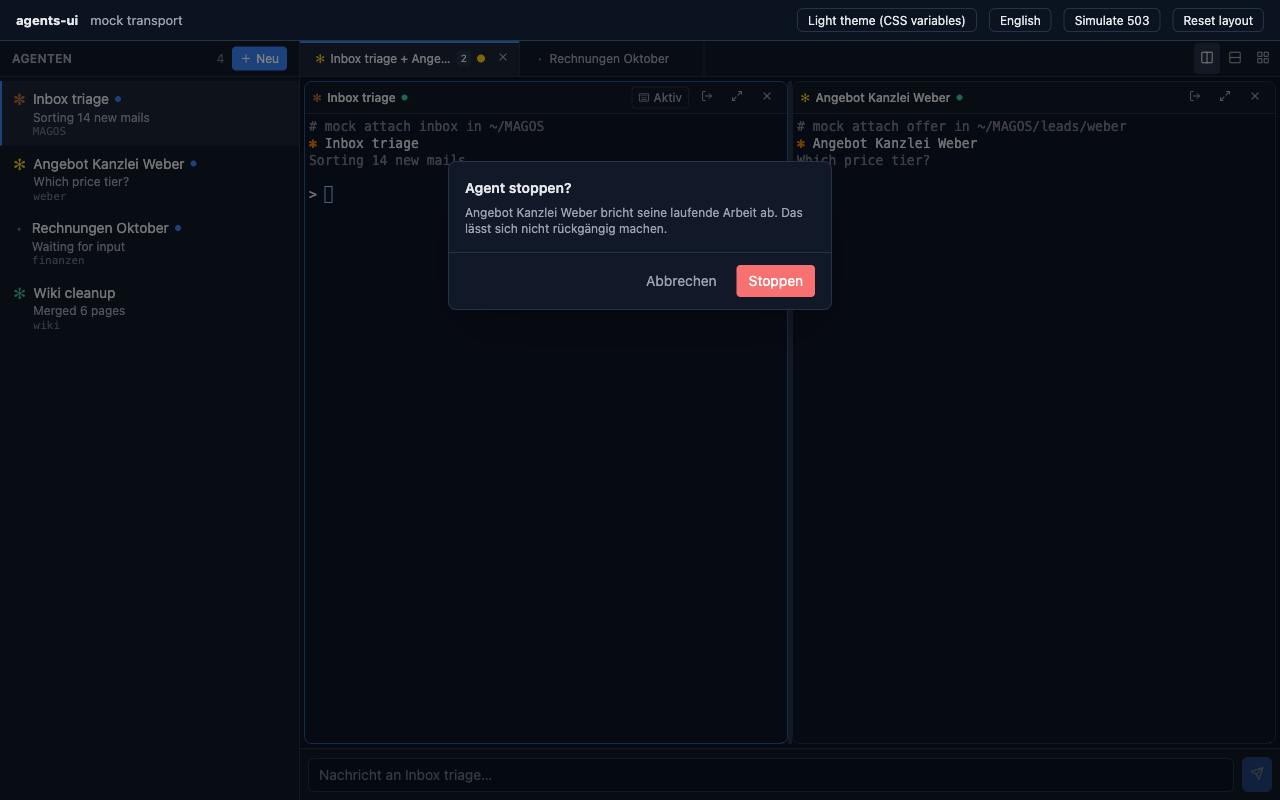 agents-ui mock transport
Light theme (CSS variables) English Simulate 503 Reset layout
AGENTEN 4 + Neu
Inbox triage
Sorting 14 new mails
MAGOS
Angebot Kanzlei Weber
Which price tier?
weber
Rechnungen Oktober
Waiting for input
finanzen
Wiki cleanup
Merged 6 pages
wiki
Inbox triage + Ange... 2
Rechnungen Oktober
Inbox triage Aktiv
# mock attach inbox in ~/MAGOS
Inbox triage
Sorting 14 new mails
>
Angebot Kanzlei Weber
# mock attach offer in ~/MAGOS/leads/weber
Angebot Kanzlei Weber
Which price tier?
Agent stoppen?
Angebot Kanzlei Weber bricht seine laufende Arbeit ab. Das
lässt sich nicht rückgängig machen.
Abbrechen Stoppen
Nachricht an Inbox triage...